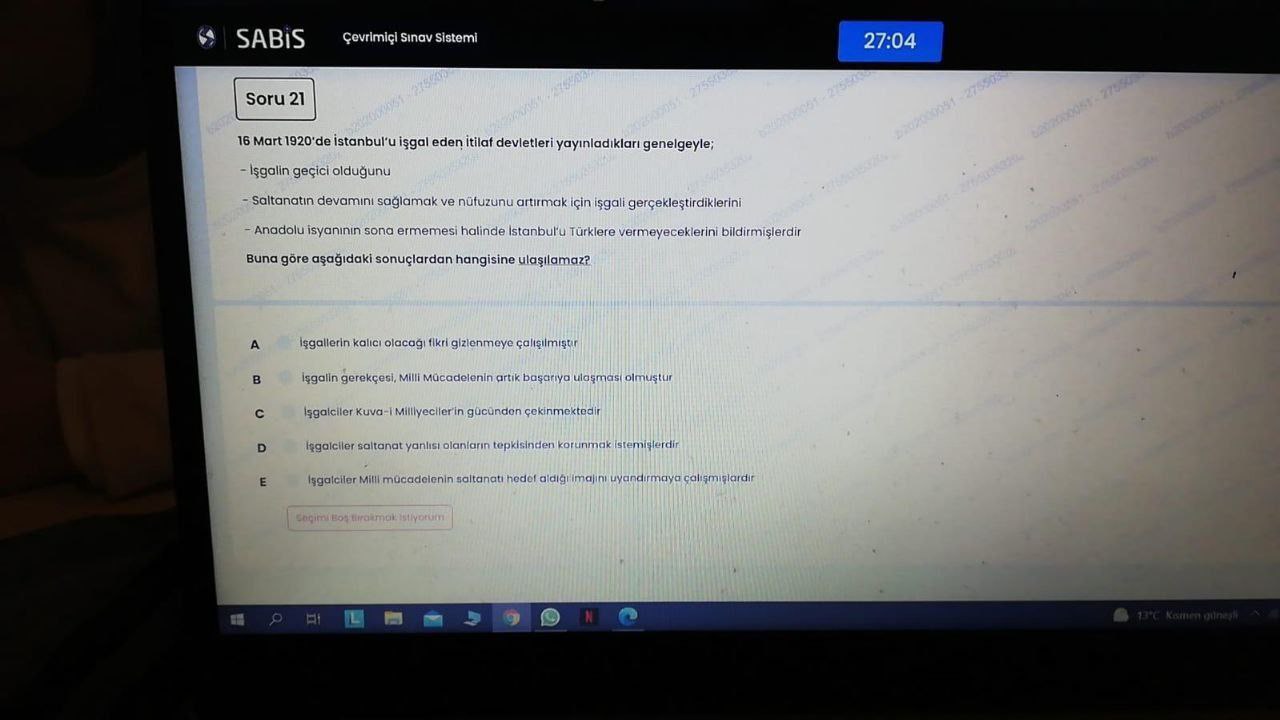 SABİS
Çevrimiçi Sınav Sistemi
27:04
Soru 21
16 Mart 1920'de İstanbul'u işgal eden İtilaf devletleri yayınladıkları genelgeyle;
- İşgalin geçici olduğunu
- Saltanatın devamını sağlamak ve nüfuzunu artırmak için işgali gerçekleştirdiklerini
- Anadolu isyanının sona ermemesi halinde İstanbul'u Türklere vermeyeceklerini bildirmişlerdir
Buna göre aşağıdaki sonuçlardan hangisine ulaşılamaz?
A İşgallerin kalıcı olacağı fikri gizlenmeye çalışılmıştır
B İşgalin gerekçesi, Milli Mücadelenin artık başarıya ulaşması olmuştur
C İşgalciler Kuva-i Milliyeciler'in gücünden çekinmektedir
D İşgalciler saltanat yanlısı olanların tepkisinden korunmak istemişlerdir
E İşgalciler Milli mücadelenin saltanatı hedef aldığı imajını uyandırmaya çalışmışlardır
Seçimi Boş Bırakmak İstiyorum
13°C Kısmen güneşli